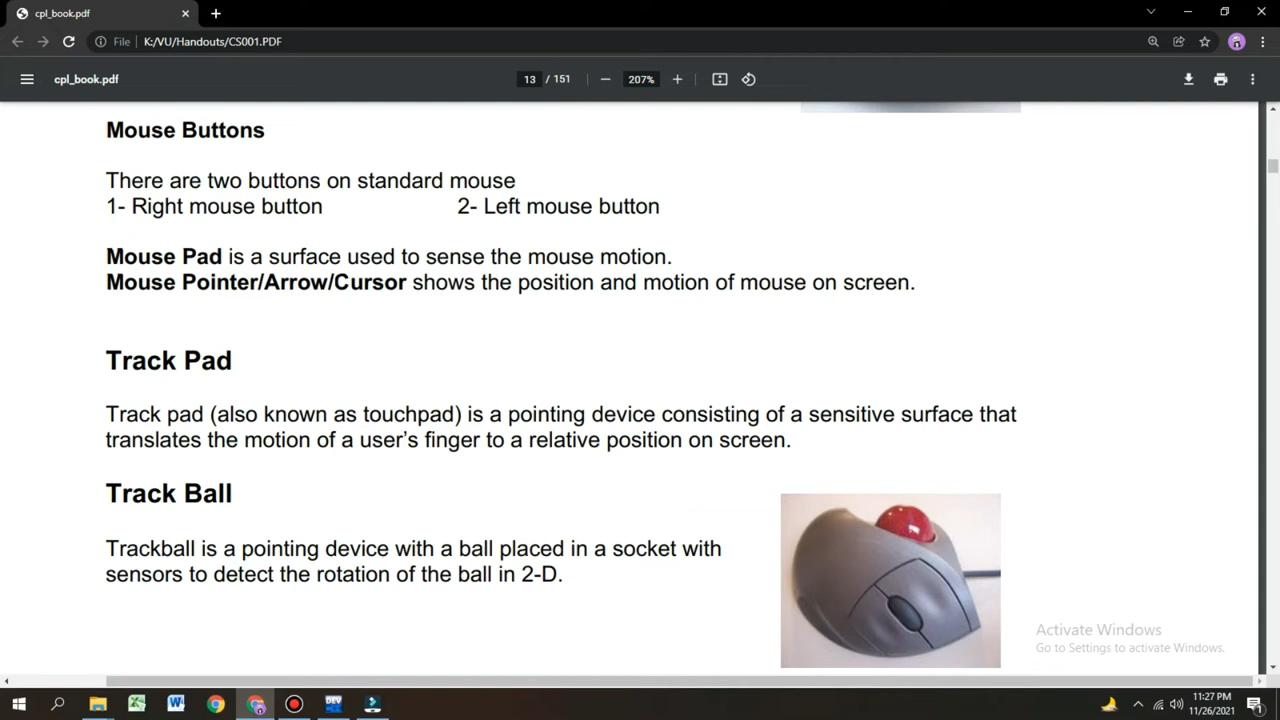 cpl_book.pdf
File
K:/VU/Handouts/CS001.PDF
cpl_book.pdf
13 / 151
207%
Mouse Buttons
There are two buttons on standard mouse
1- Right mouse button 2- Left mouse button
Mouse Pad is a surface used to sense the mouse motion.
Mouse Pointer/Arrow/Cursor shows the position and motion of mouse on screen.
Track Pad
Track pad (also known as touchpad) is a pointing device consisting of a sensitive surface that
translates the motion of a user’s finger to a relative position on screen.
Track Ball
Trackball is a pointing device with a ball placed in a socket with
sensors to detect the rotation of the ball in 2-D.
Activate Windows
Go to Settings to activate Windows.
DEV
11:27 PM
11/26/2021